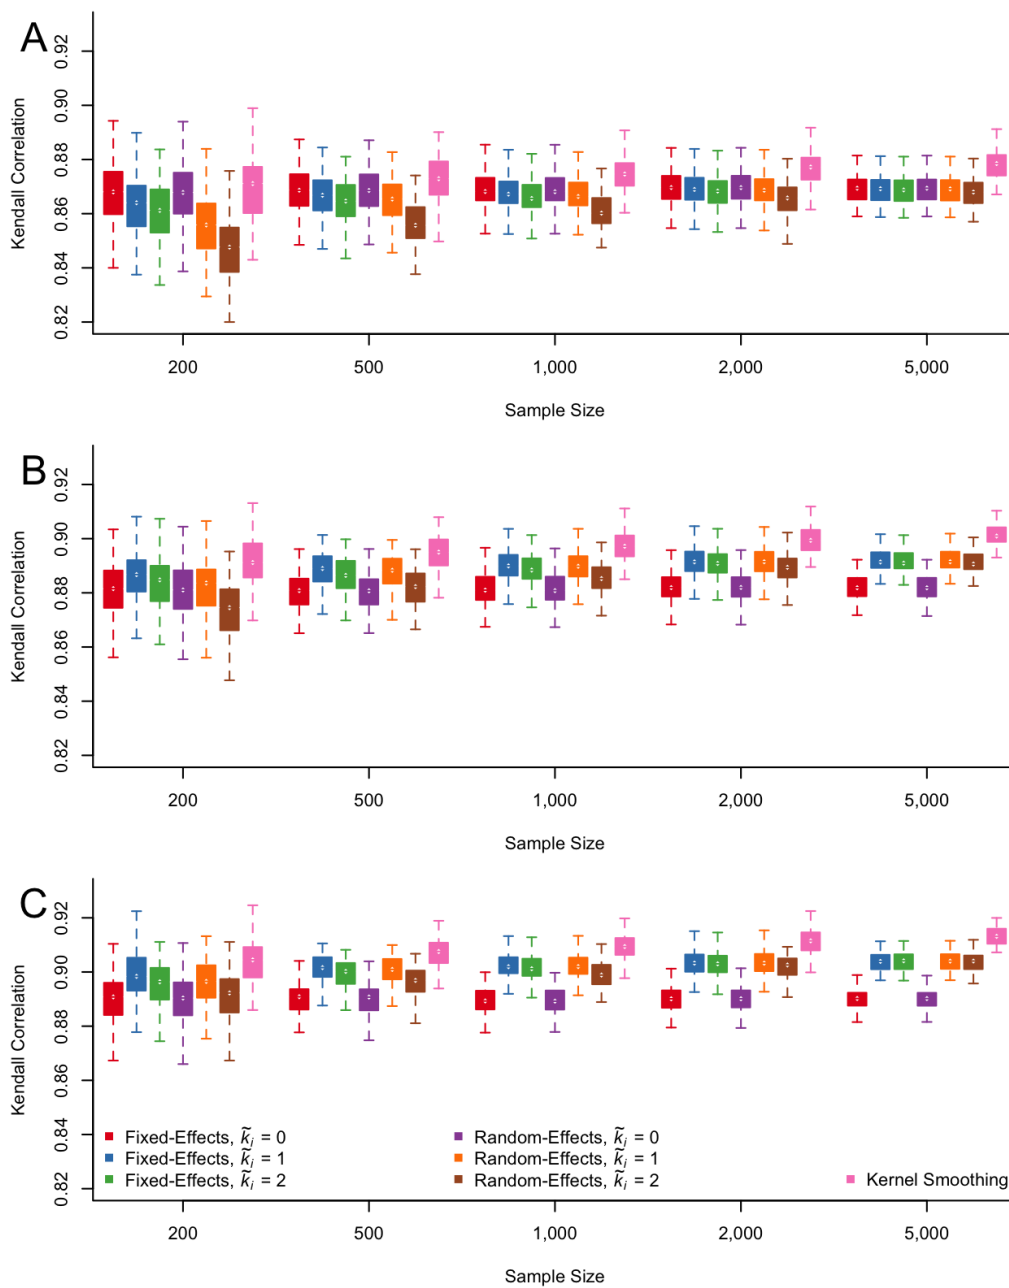 A
Kendall Correlation
0.92
0.90
0.88
0.86
0.84
0.82
200 500 1,000 2,000 5,000
Sample Size
B
Kendall Correlation
0.92
0.90
0.88
0.86
0.84
0.82
200 500 1,000 2,000 5,000
Sample Size
C
Kendall Correlation
0.92
0.90
0.88
0.86
0.84
0.82
Fixed-Effects, k̃ᵢ = 0 Random-Effects, k̃ᵢ = 0
Fixed-Effects, k̃ᵢ = 1 Random-Effects, k̃ᵢ = 1
Fixed-Effects, k̃ᵢ = 2 Random-Effects, k̃ᵢ = 2 Kernel Smoothing
200 500 1,000 2,000 5,000
Sample Size